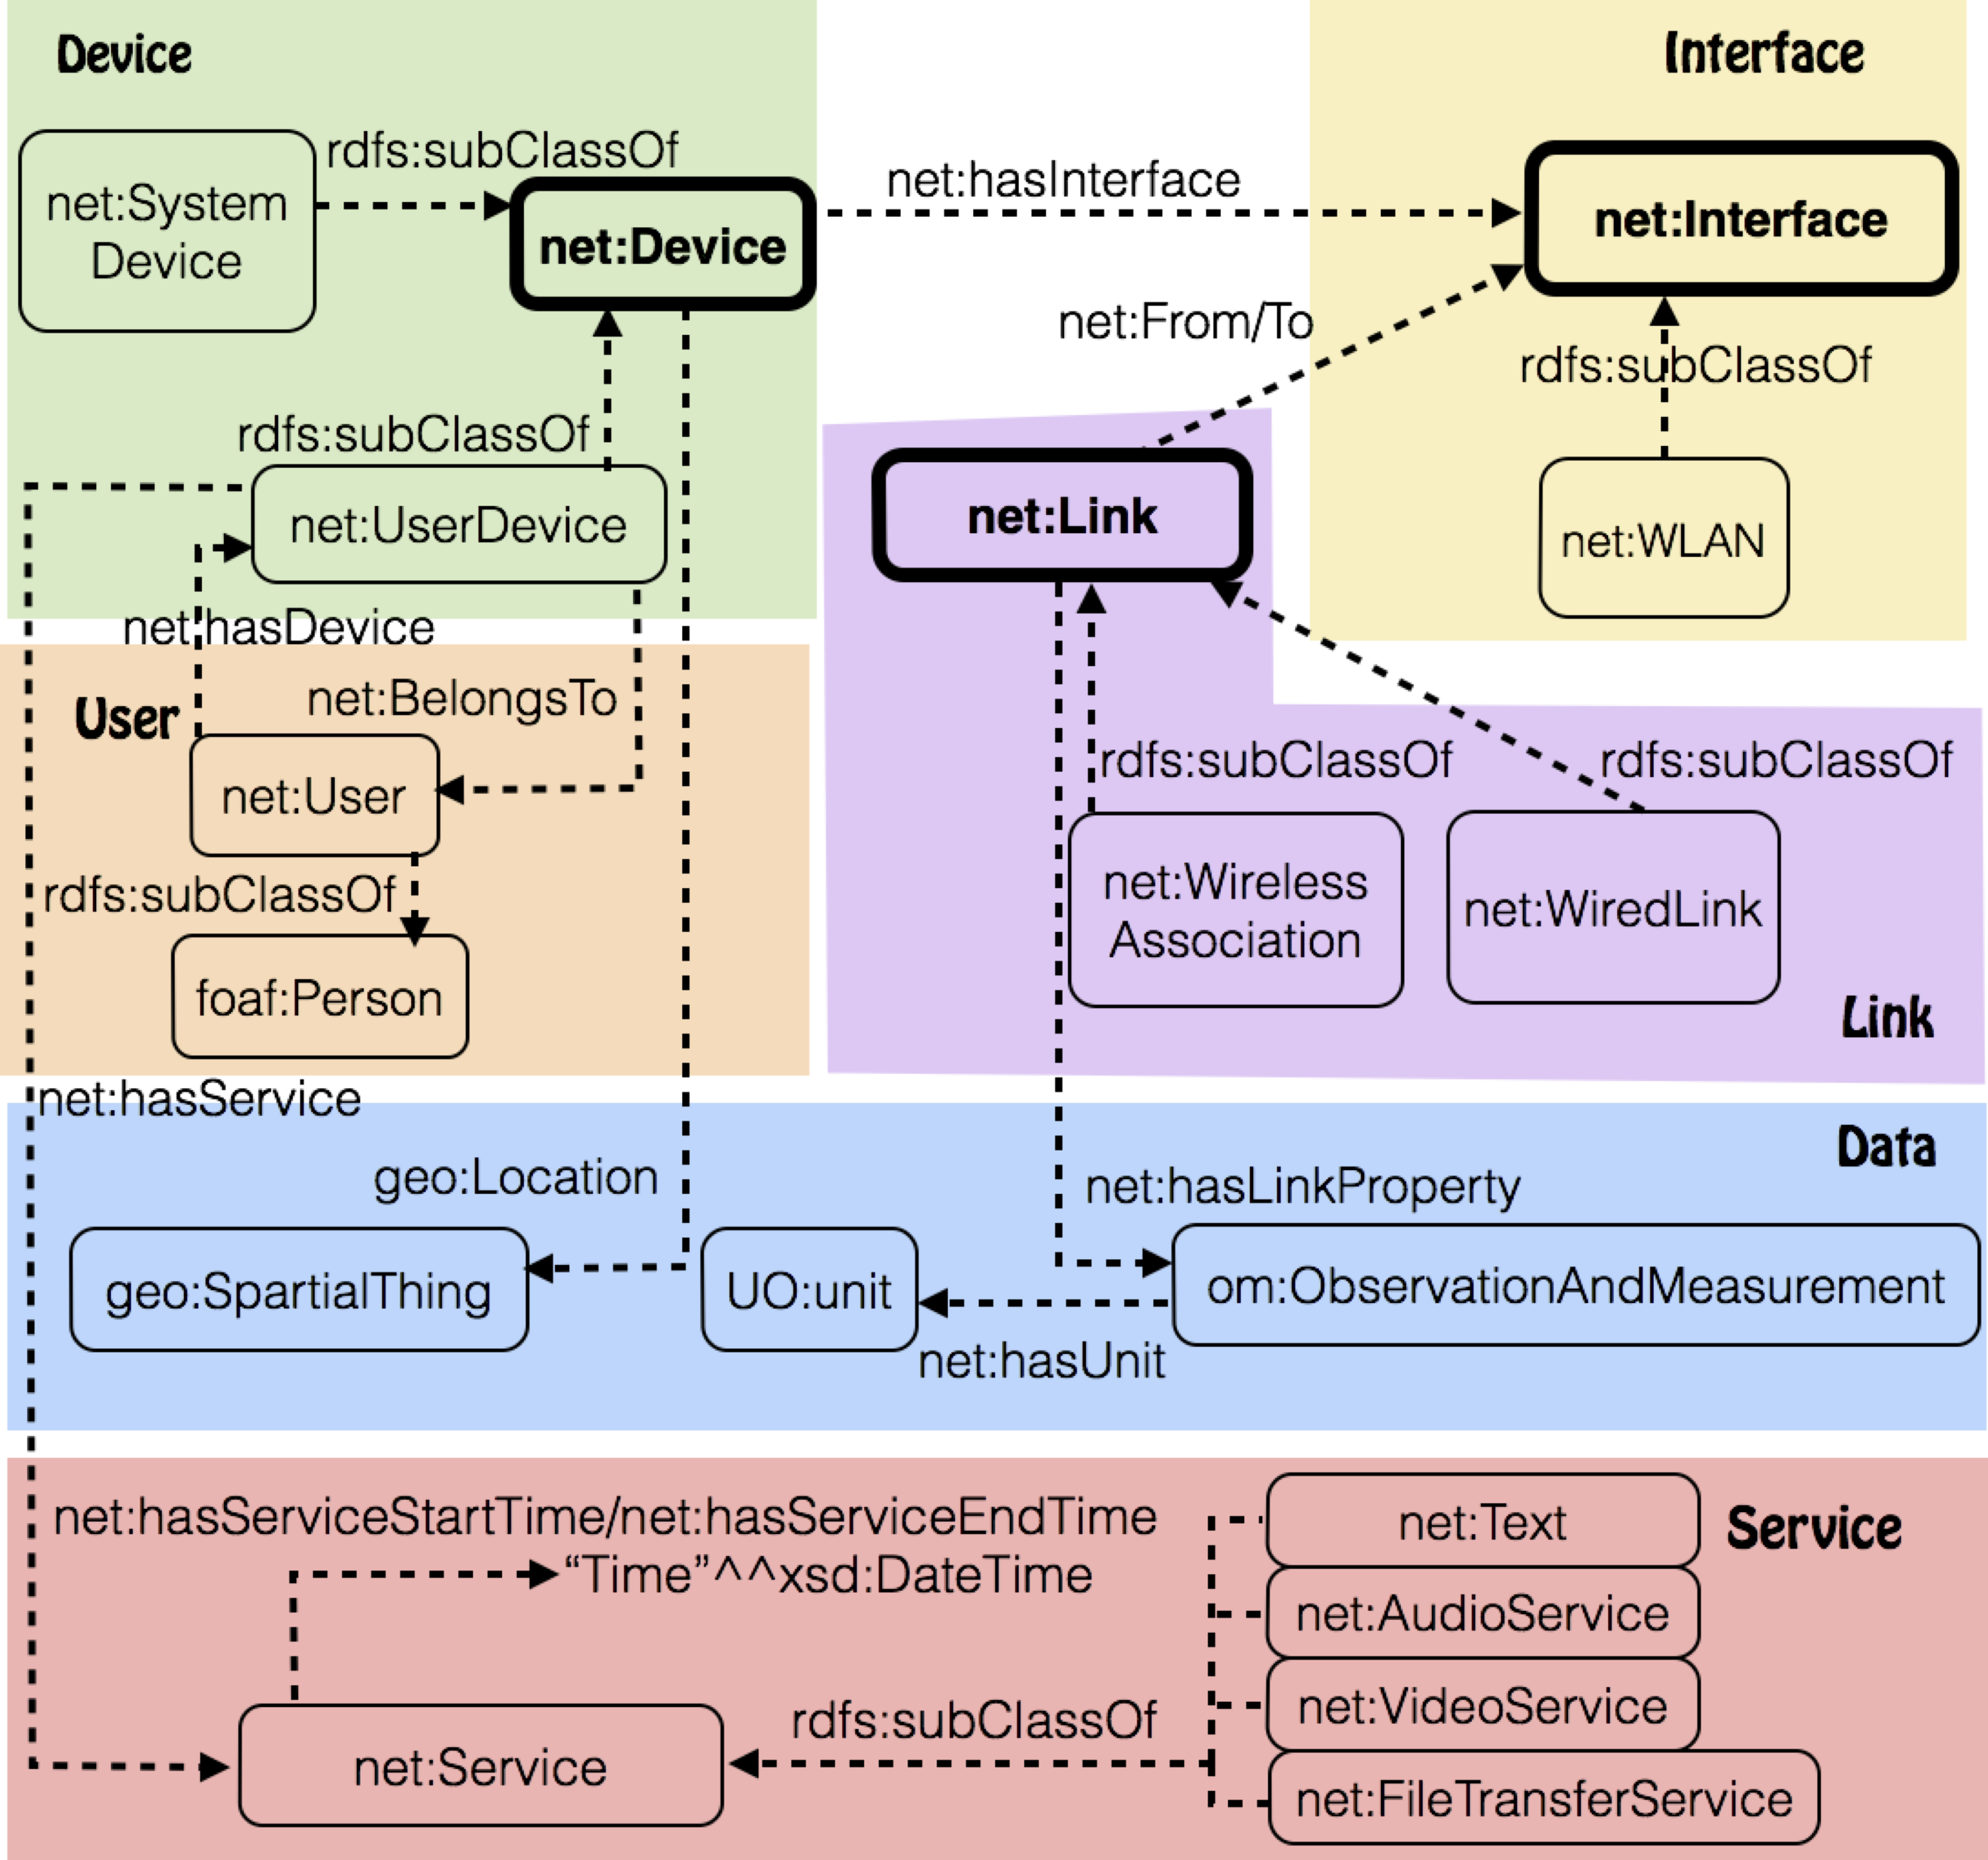 Device
Interface
rdfs:subClassOf
net:hasInterface
net:System
Device
net:Device
net:Interface
net:From/To
rdfs:subClassOf
rdfs:subClassOf
net:UserDevice
net:Link
net:WLAN
net:hasDevice
net:BelongsTo
User
net:User
rdfs:subClassOf
rdfs:subClassOf
rdfs:subClassOf
net:Wireless
Association
net:WiredLink
foaf:Person
Link
net:hasService
Data
geo:Location
net:hasLinkProperty
geo:SpartialThing
UO:unit
om:ObservationAndMeasurement
net:hasUnit
net:hasServiceStartTime/net:hasServiceEndTime
“Time”^^xsd:DateTime
net:Text
Service
net:AudioService
net:VideoService
rdfs:subClassOf
net:Service
net:FileTransferService